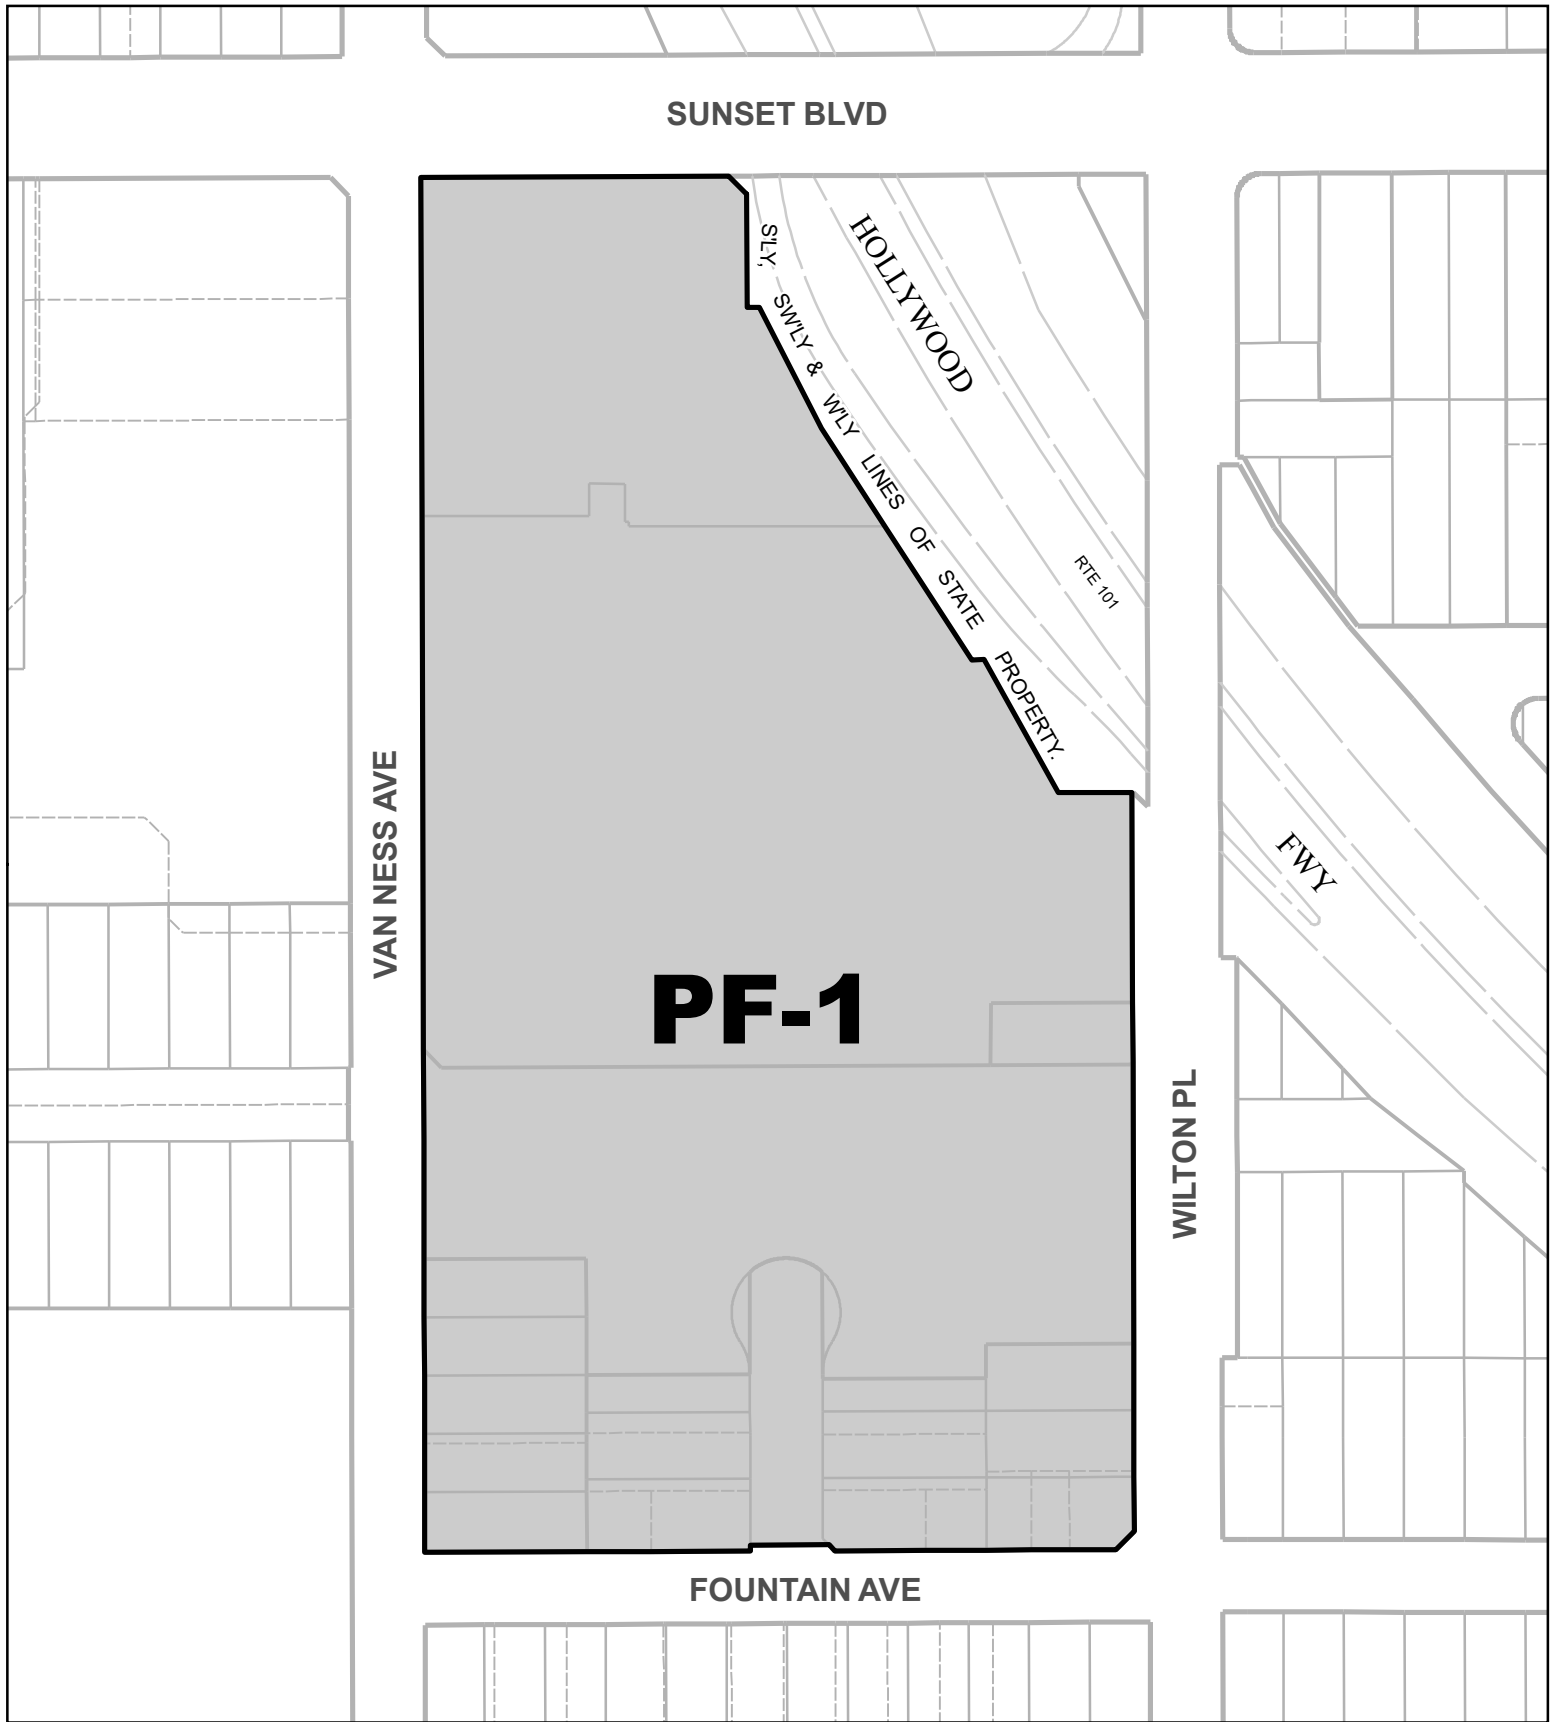 SUNSET BLVD
HOLLYWOOD
S'LY, SW'LY & W'LY LINES OF STATE PROPERTY.
RTE 101
VAN NESS AVE
FWY
PF-1
WILTON PL
FOUNTAIN AVE